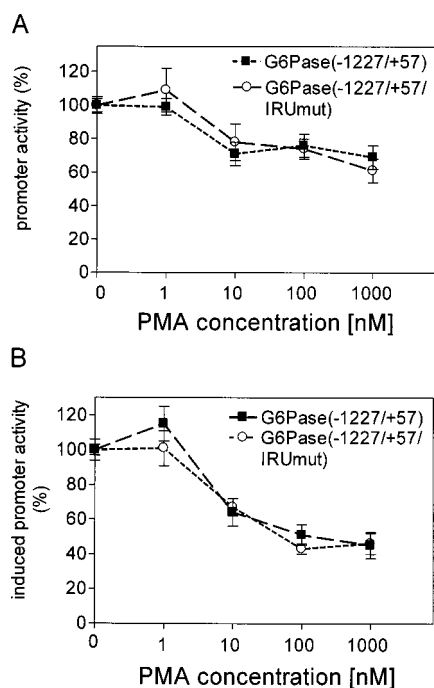 A
G6Pase(-1227/+57)
G6Pase(-1227/+57/
IRUmut)
promoter activity (%)
120
100
80
60
40
20
0
0 1 10 100 1000
PMA concentration [nM]
B
G6Pase(-1227/+57)
G6Pase(-1227/+57/
IRUmut)
induced promoter activity
(%)
120
100
80
60
40
20
0
0 1 10 100 1000
PMA concentration [nM]